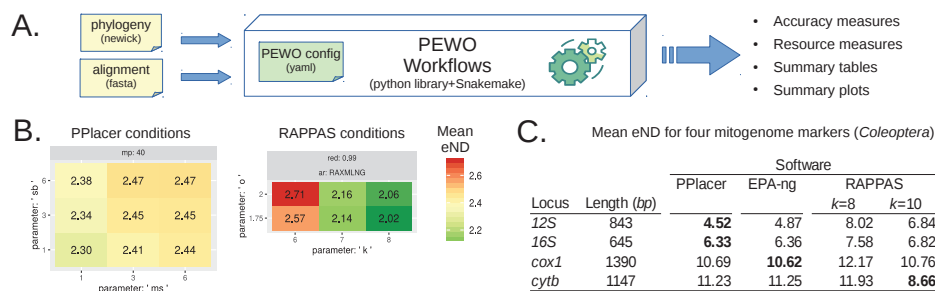 A.
phylogeny
(newick)
alignment
(fasta)
PEWO config
(yaml)
PEWO
Workflows
(python library+Snakemake)
• Accuracy measures
• Resource measures
• Summary tables
• Summary plots
B.
PPlacer conditions
mp: 40
parameter: ' sb '
6 2.38 2.47 2.47
3 2.34 2.45 2.45
1 2.30 2.41 2.44
1 3 6
parameter: ' ms '
RAPPAS conditions
red: 0.99
ar: RAXMLNG
parameter: ' o '
2 2.71 2.16 2.06
1.75 2.57 2.14 2.02
6 7 8
parameter: ' k '
Mean
eND
2.6
2.4
2.2
C.
Mean eND for four mitogenome markers (Coleoptera)
Software
PPlacer EPA-ng RAPPAS
Locus Length (bp) k=8 k=10
12S 843 4.52 4.87 8.02 6.84
16S 645 6.33 6.36 7.58 6.82
cox1 1390 10.69 10.62 12.17 10.76
cytb 1147 11.23 11.25 11.93 8.66